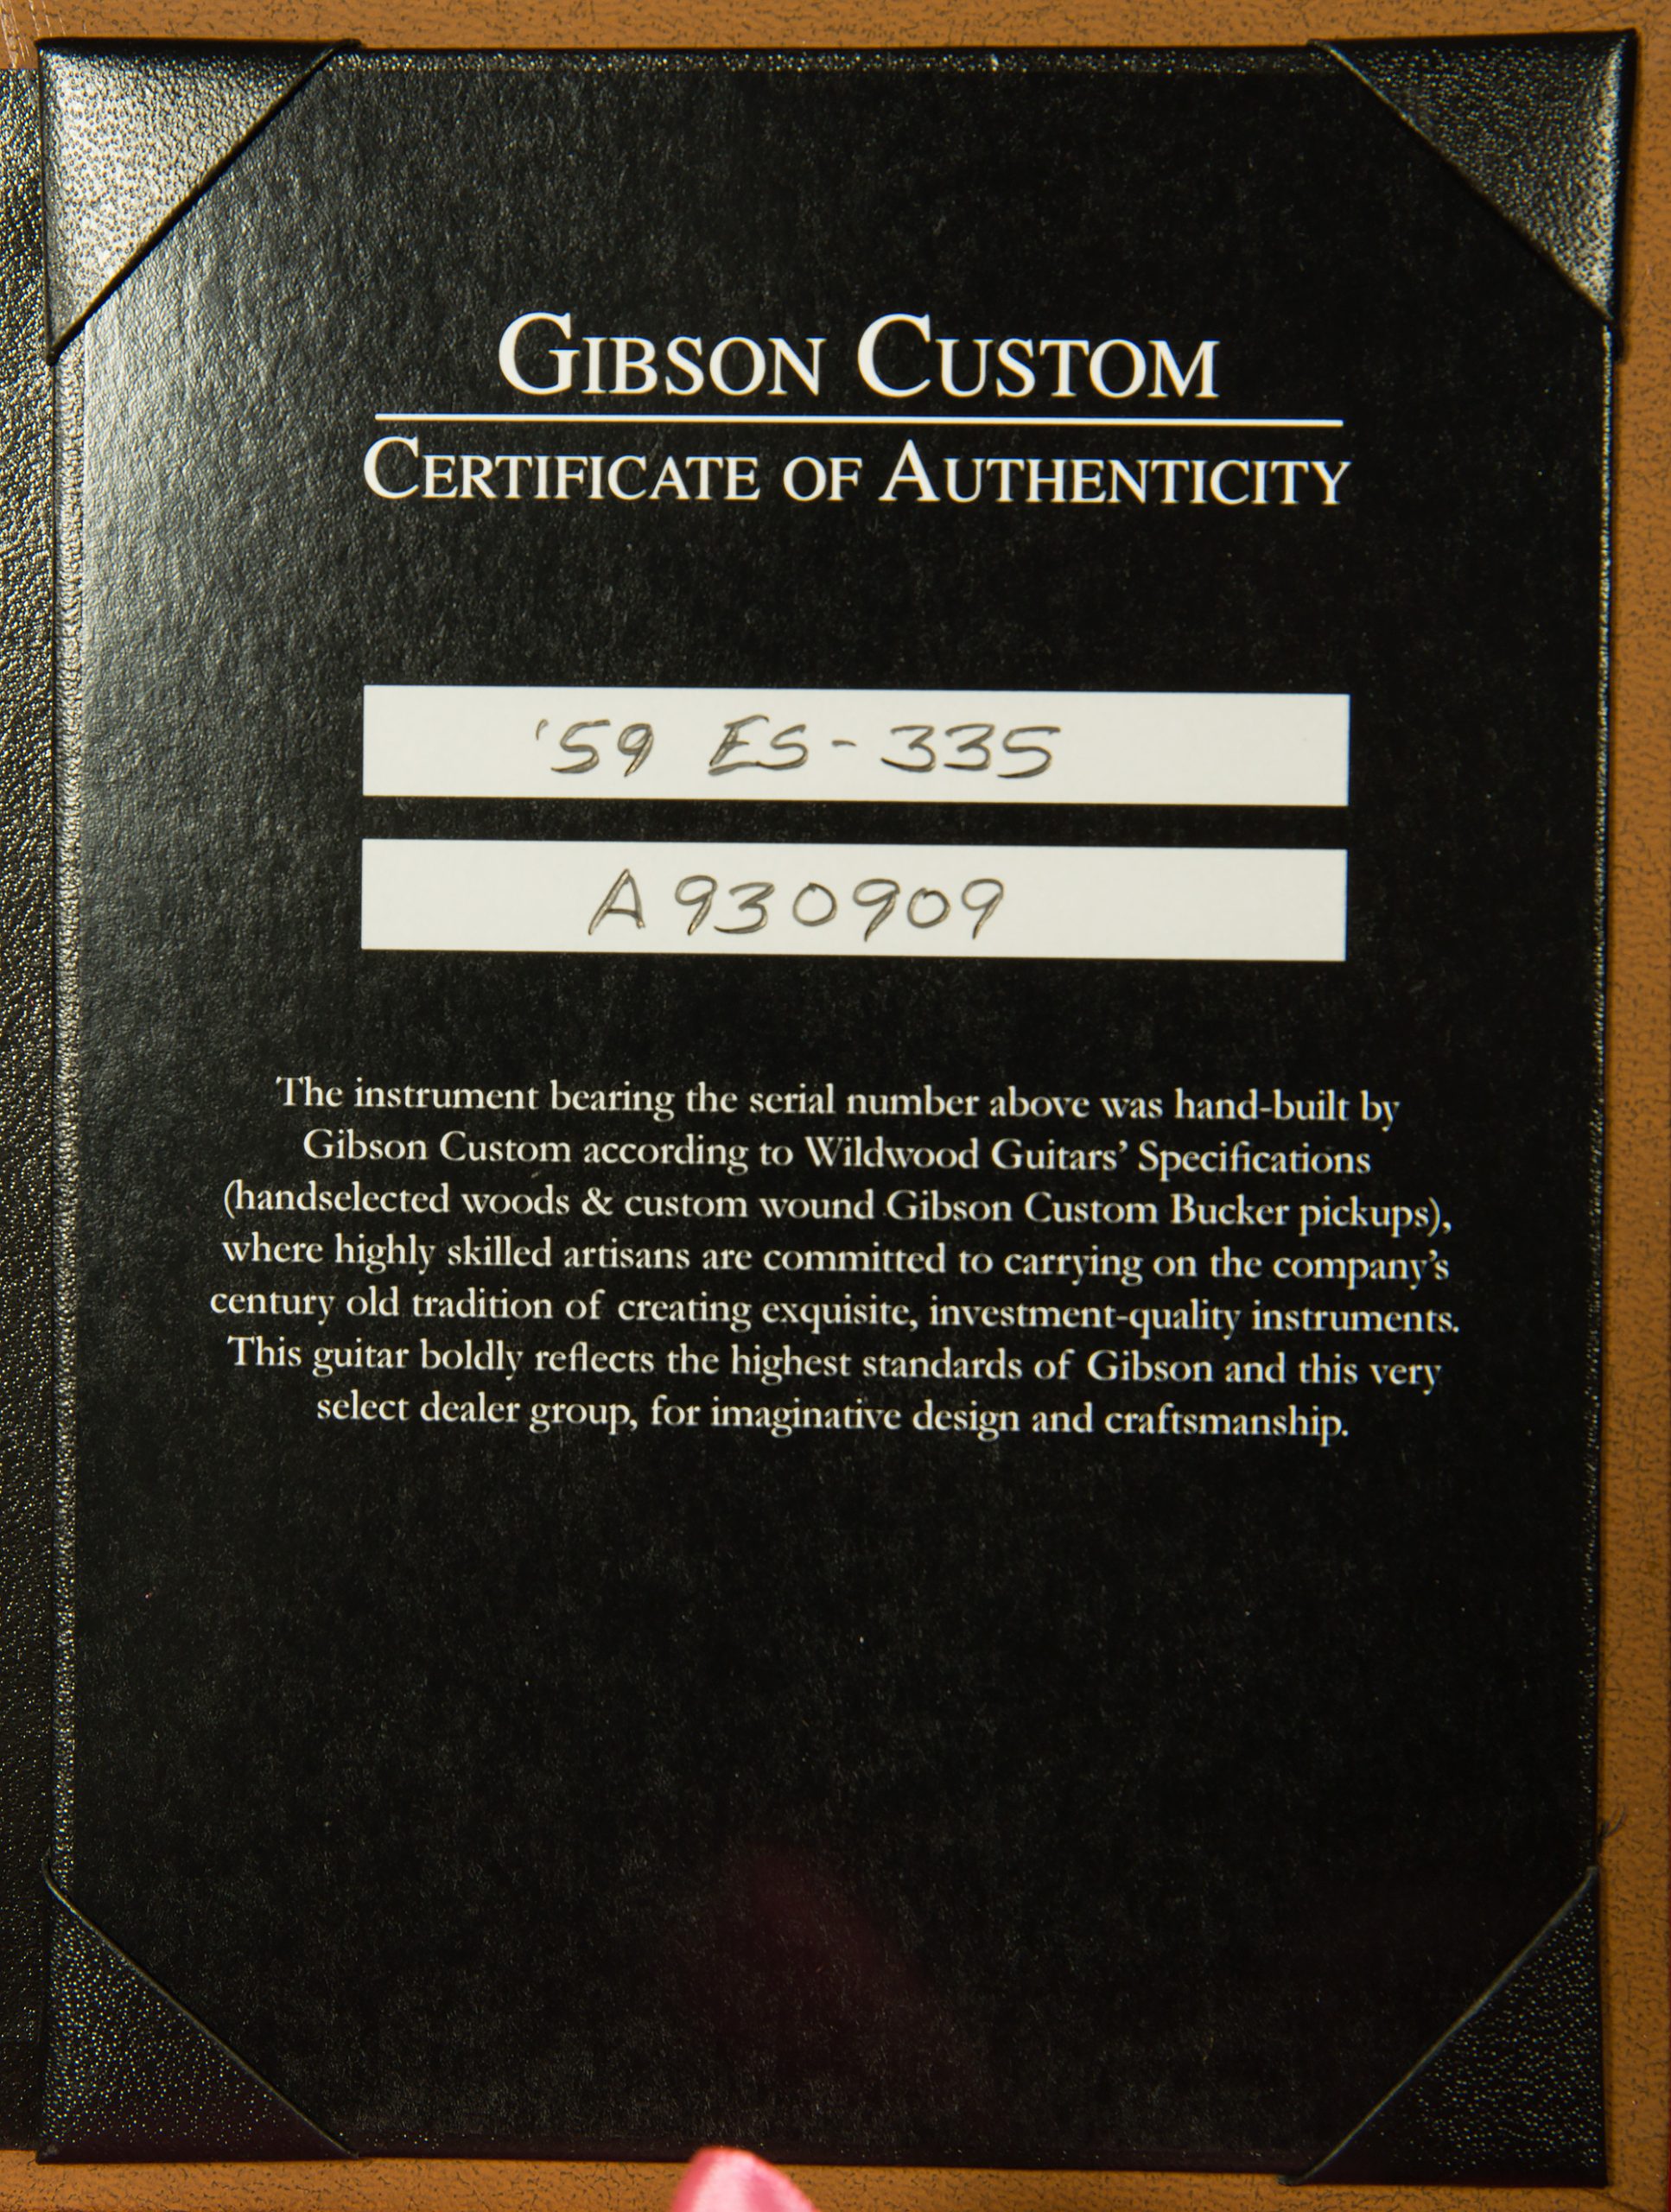 GIBSON CUSTOM
CERTIFICATE OF AUTHENTICITY
'59 ES-335
A930909
The instrument bearing the serial number above was hand-built by
Gibson Custom according to Wildwood Guitars' Specifications
(handselected woods & custom wound Gibson Custom Bucker pickups),
where highly skilled artisans are committed to carrying on the company's
century old tradition of creating exquisite, investment-quality instruments.
This guitar boldly reflects the highest standards of Gibson and this very
select dealer group, for imaginative design and craftsmanship.